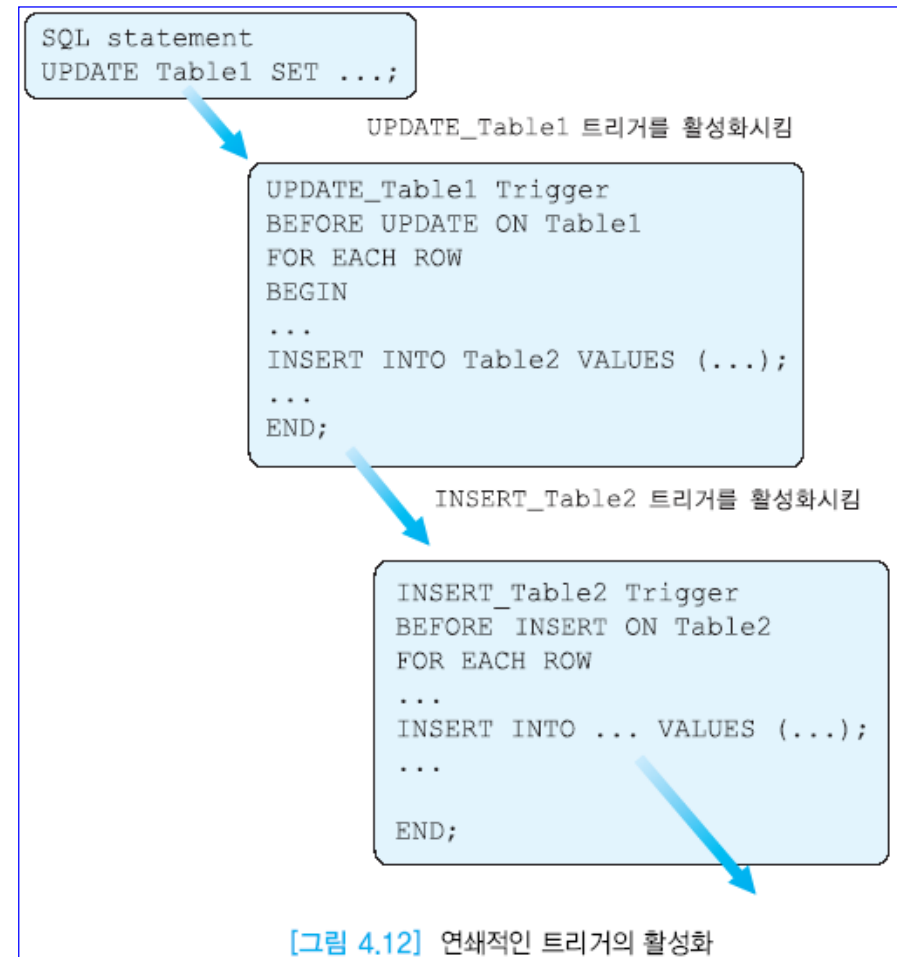 SQL statement
UPDATE Table1 SET ...;
UPDATE_Table1 트리거를 활성화시킴
UPDATE_Table1 Trigger
BEFORE UPDATE ON Table1
FOR EACH ROW
BEGIN
...
INSERT INTO Table2 VALUES (...);
...
END;
INSERT_Table2 트리거를 활성화시킴
INSERT_Table2 Trigger
BEFORE INSERT ON Table2
FOR EACH ROW
...
INSERT INTO ... VALUES (...);
...
END;
[그림 4.12] 연쇄적인 트리거의 활성화